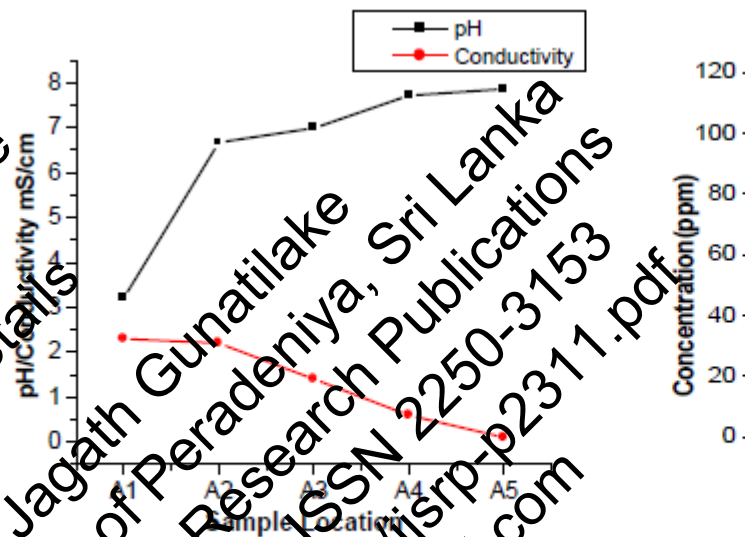 pH
Conductivity
8
7
6
5
4
3
2
1
0
pH/Conductivity mS/cm
A1 A2 A3 A4 A5
Sample Location
120
100
80
60
40
20
0
Concentration(ppm)
Jagath Gunatilake
of Peradeniya, Sri Lanka
Research Publications
ISSN 2250-3153
/ijsrp-p2311.pdf
.com